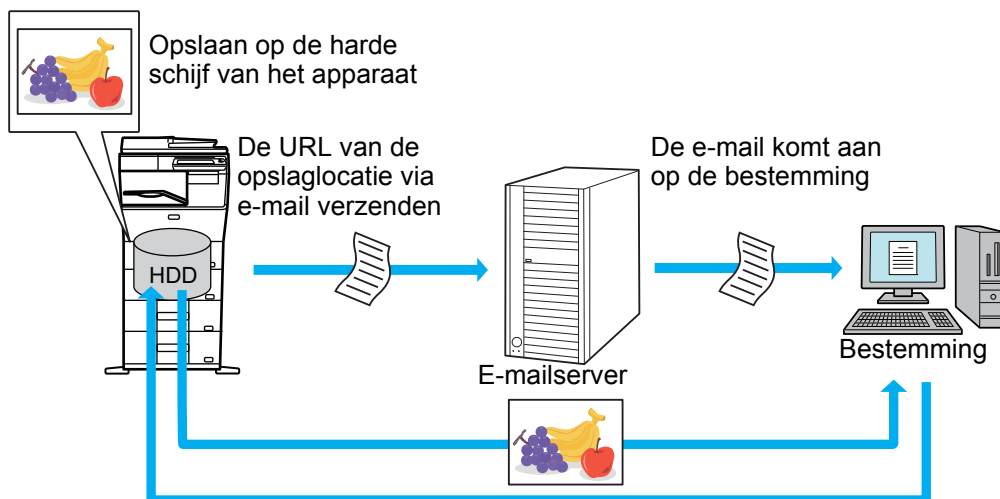 Opslaan op de harde
schijf van het apparaat
De URL van de
opslaglocatie via
e-mail verzenden
De e-mail komt aan
op de bestemming
HDD
Bestemming
E-mailserver